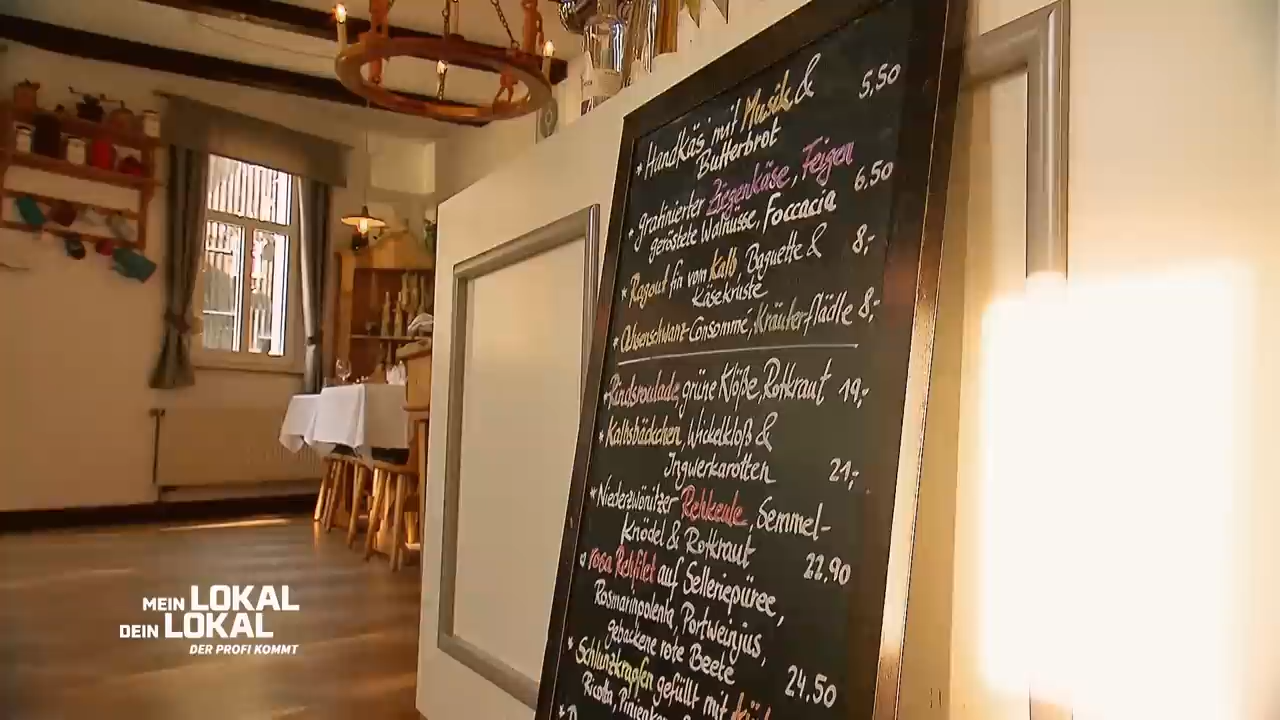 * Handkäs' mit Musik & 5,50
Butterbrot
* gratinierter Ziegenkäse, Feigen
geröstete Walnüsse, Foccacia 6.50
* Ragout fin vom Kalb, Baguette & 8,-
Käsekruste
* Ochsenschwanz-Consommé, Kräuterflädle 8,-
* Rindsroulade, grüne Klöße, Rotkraut 19,-
* Kalbsbäckchen, Wickelkloß &
Ingwerkarotten 21,-
* Niederzwönitzer Rehkeule, Semmel-
knödel & Rotkraut 22.90
rosa Rehfilet auf Selleriepüree,
Rosmarinpolenta, Portweinjus,
gebackene rote Beete 24.50
* Schlutzkrapfen gefüllt mit
Ricotta,
MEIN LOKAL
DEIN LOKAL
DER PROFI KOMMT